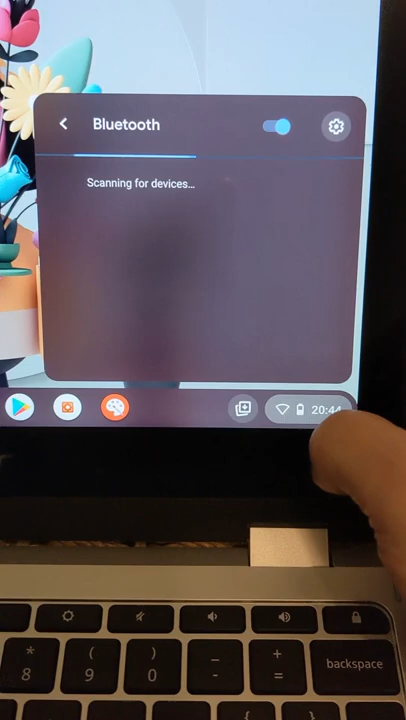 Bluetooth
Scanning for devices...
20:44
* ( ) _ +
8 9 0 - = backspace
{ }